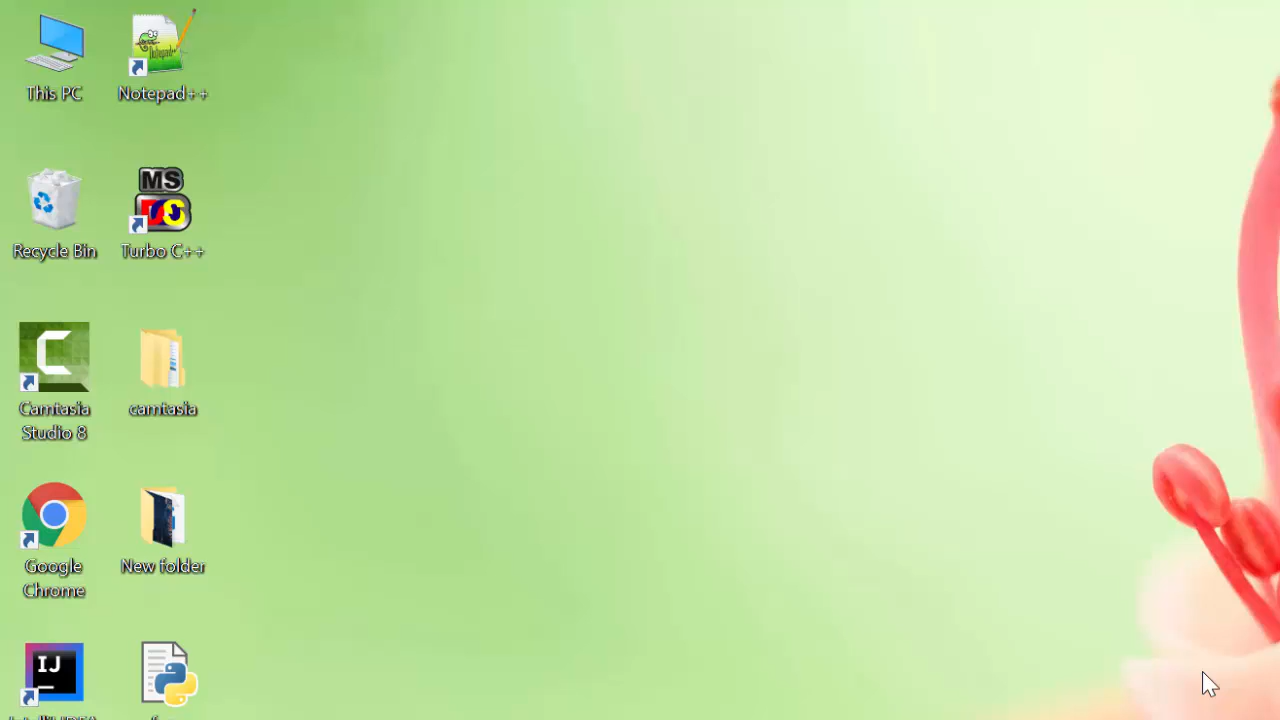 This PC
Notepad++
Recycle Bin
MS
Turbo C++
Camtasia
Studio 8
camtasia
Google
Chrome
New folder
IJ